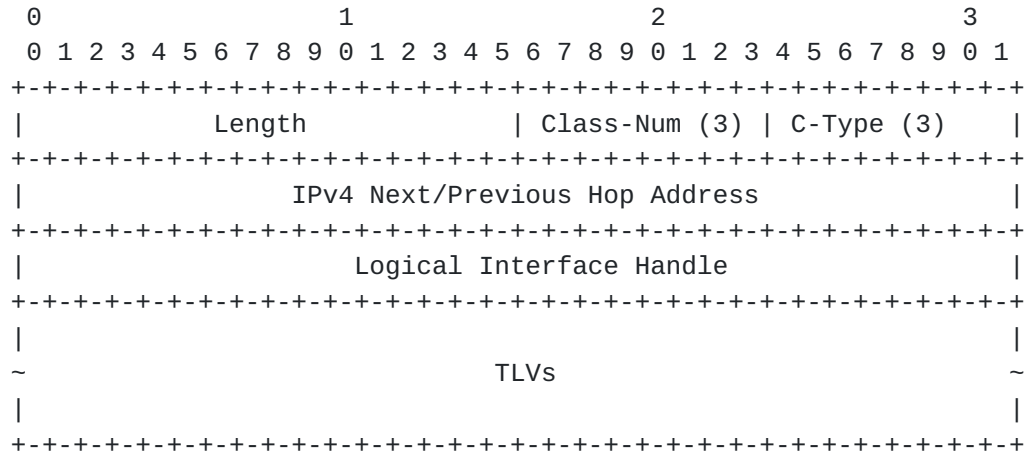 0                   1                   2                   3
 0 1 2 3 4 5 6 7 8 9 0 1 2 3 4 5 6 7 8 9 0 1 2 3 4 5 6 7 8 9 0 1
+-+-+-+-+-+-+-+-+-+-+-+-+-+-+-+-+-+-+-+-+-+-+-+-+-+-+-+-+-+-+-+-+
|            Length             | Class-Num (3) | C-Type (3)    |
+-+-+-+-+-+-+-+-+-+-+-+-+-+-+-+-+-+-+-+-+-+-+-+-+-+-+-+-+-+-+-+-+
|                 IPv4 Next/Previous Hop Address                |
+-+-+-+-+-+-+-+-+-+-+-+-+-+-+-+-+-+-+-+-+-+-+-+-+-+-+-+-+-+-+-+-+
|                     Logical Interface Handle                  |
+-+-+-+-+-+-+-+-+-+-+-+-+-+-+-+-+-+-+-+-+-+-+-+-+-+-+-+-+-+-+-+-+
|                                                               |
~                              TLVs                             ~
|                                                               |
+-+-+-+-+-+-+-+-+-+-+-+-+-+-+-+-+-+-+-+-+-+-+-+-+-+-+-+-+-+-+-+-+